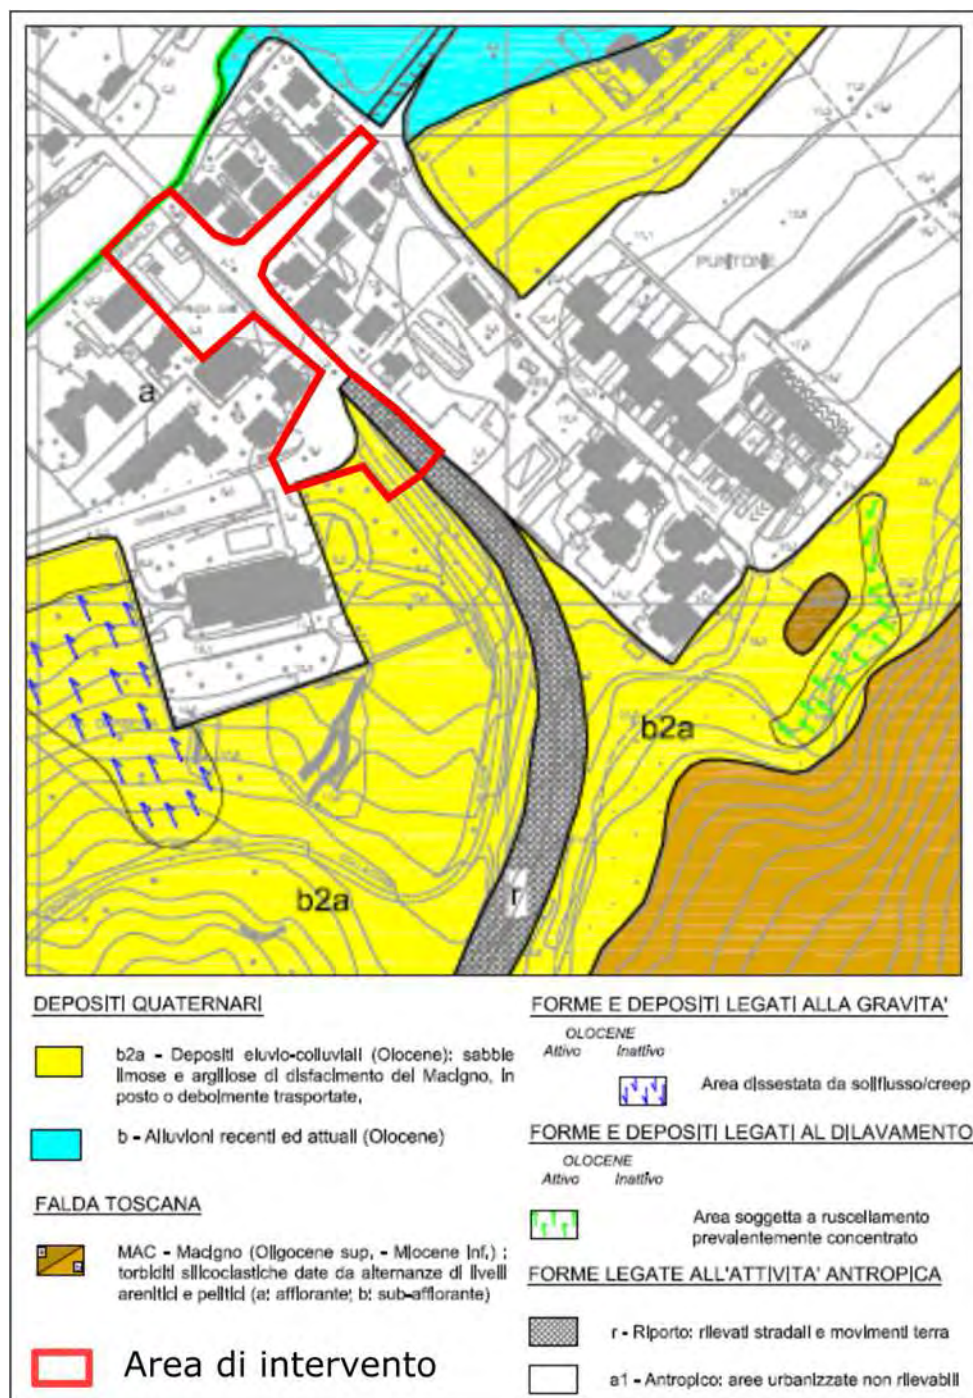 PUNTONE
a
b2a
b2a
r
DEPOSITI QUATERNARI
b2a - Depositi eluvio-colluviali (Olocene): sabbie
limose e argillose di disfacimento del Macigno, in
posto o debolmente trasportate.
b - Alluvioni recenti ed attuali (Olocene)
FALDA TOSCANA
MAC - Macigno (Oligocene sup. - Miocene inf.) ;
torbiditi silicoclastiche date da alternanze di livelli
arenitici e pelitici (a: affiorante; b: sub-affiorante)
Area di intervento
FORME E DEPOSITI LEGATI ALLA GRAVITA'
OLOCENE
Attivo Inattivo
Area dissestata da soliflusso/creep
FORME E DEPOSITI LEGATI AL DILAVAMENTO
OLOCENE
Attivo Inattivo
Area soggetta a ruscellamento
prevalentemente concentrato
FORME LEGATE ALL'ATTIVITA' ANTROPICA
r - Riporto: rilevati stradali e movimenti terra
a1 - Antropico: aree urbanizzate non rilevabili